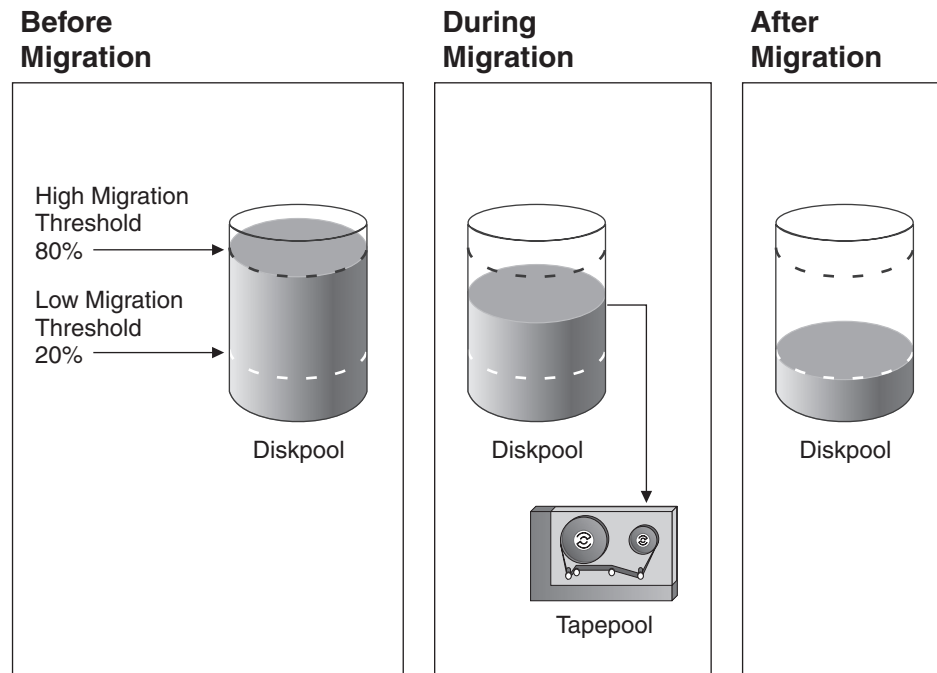 Before
Migration
During
Migration
After
Migration
High Migration
Threshold
80%
Low Migration
Threshold
20%
Diskpool
Diskpool
Diskpool
Tapepool